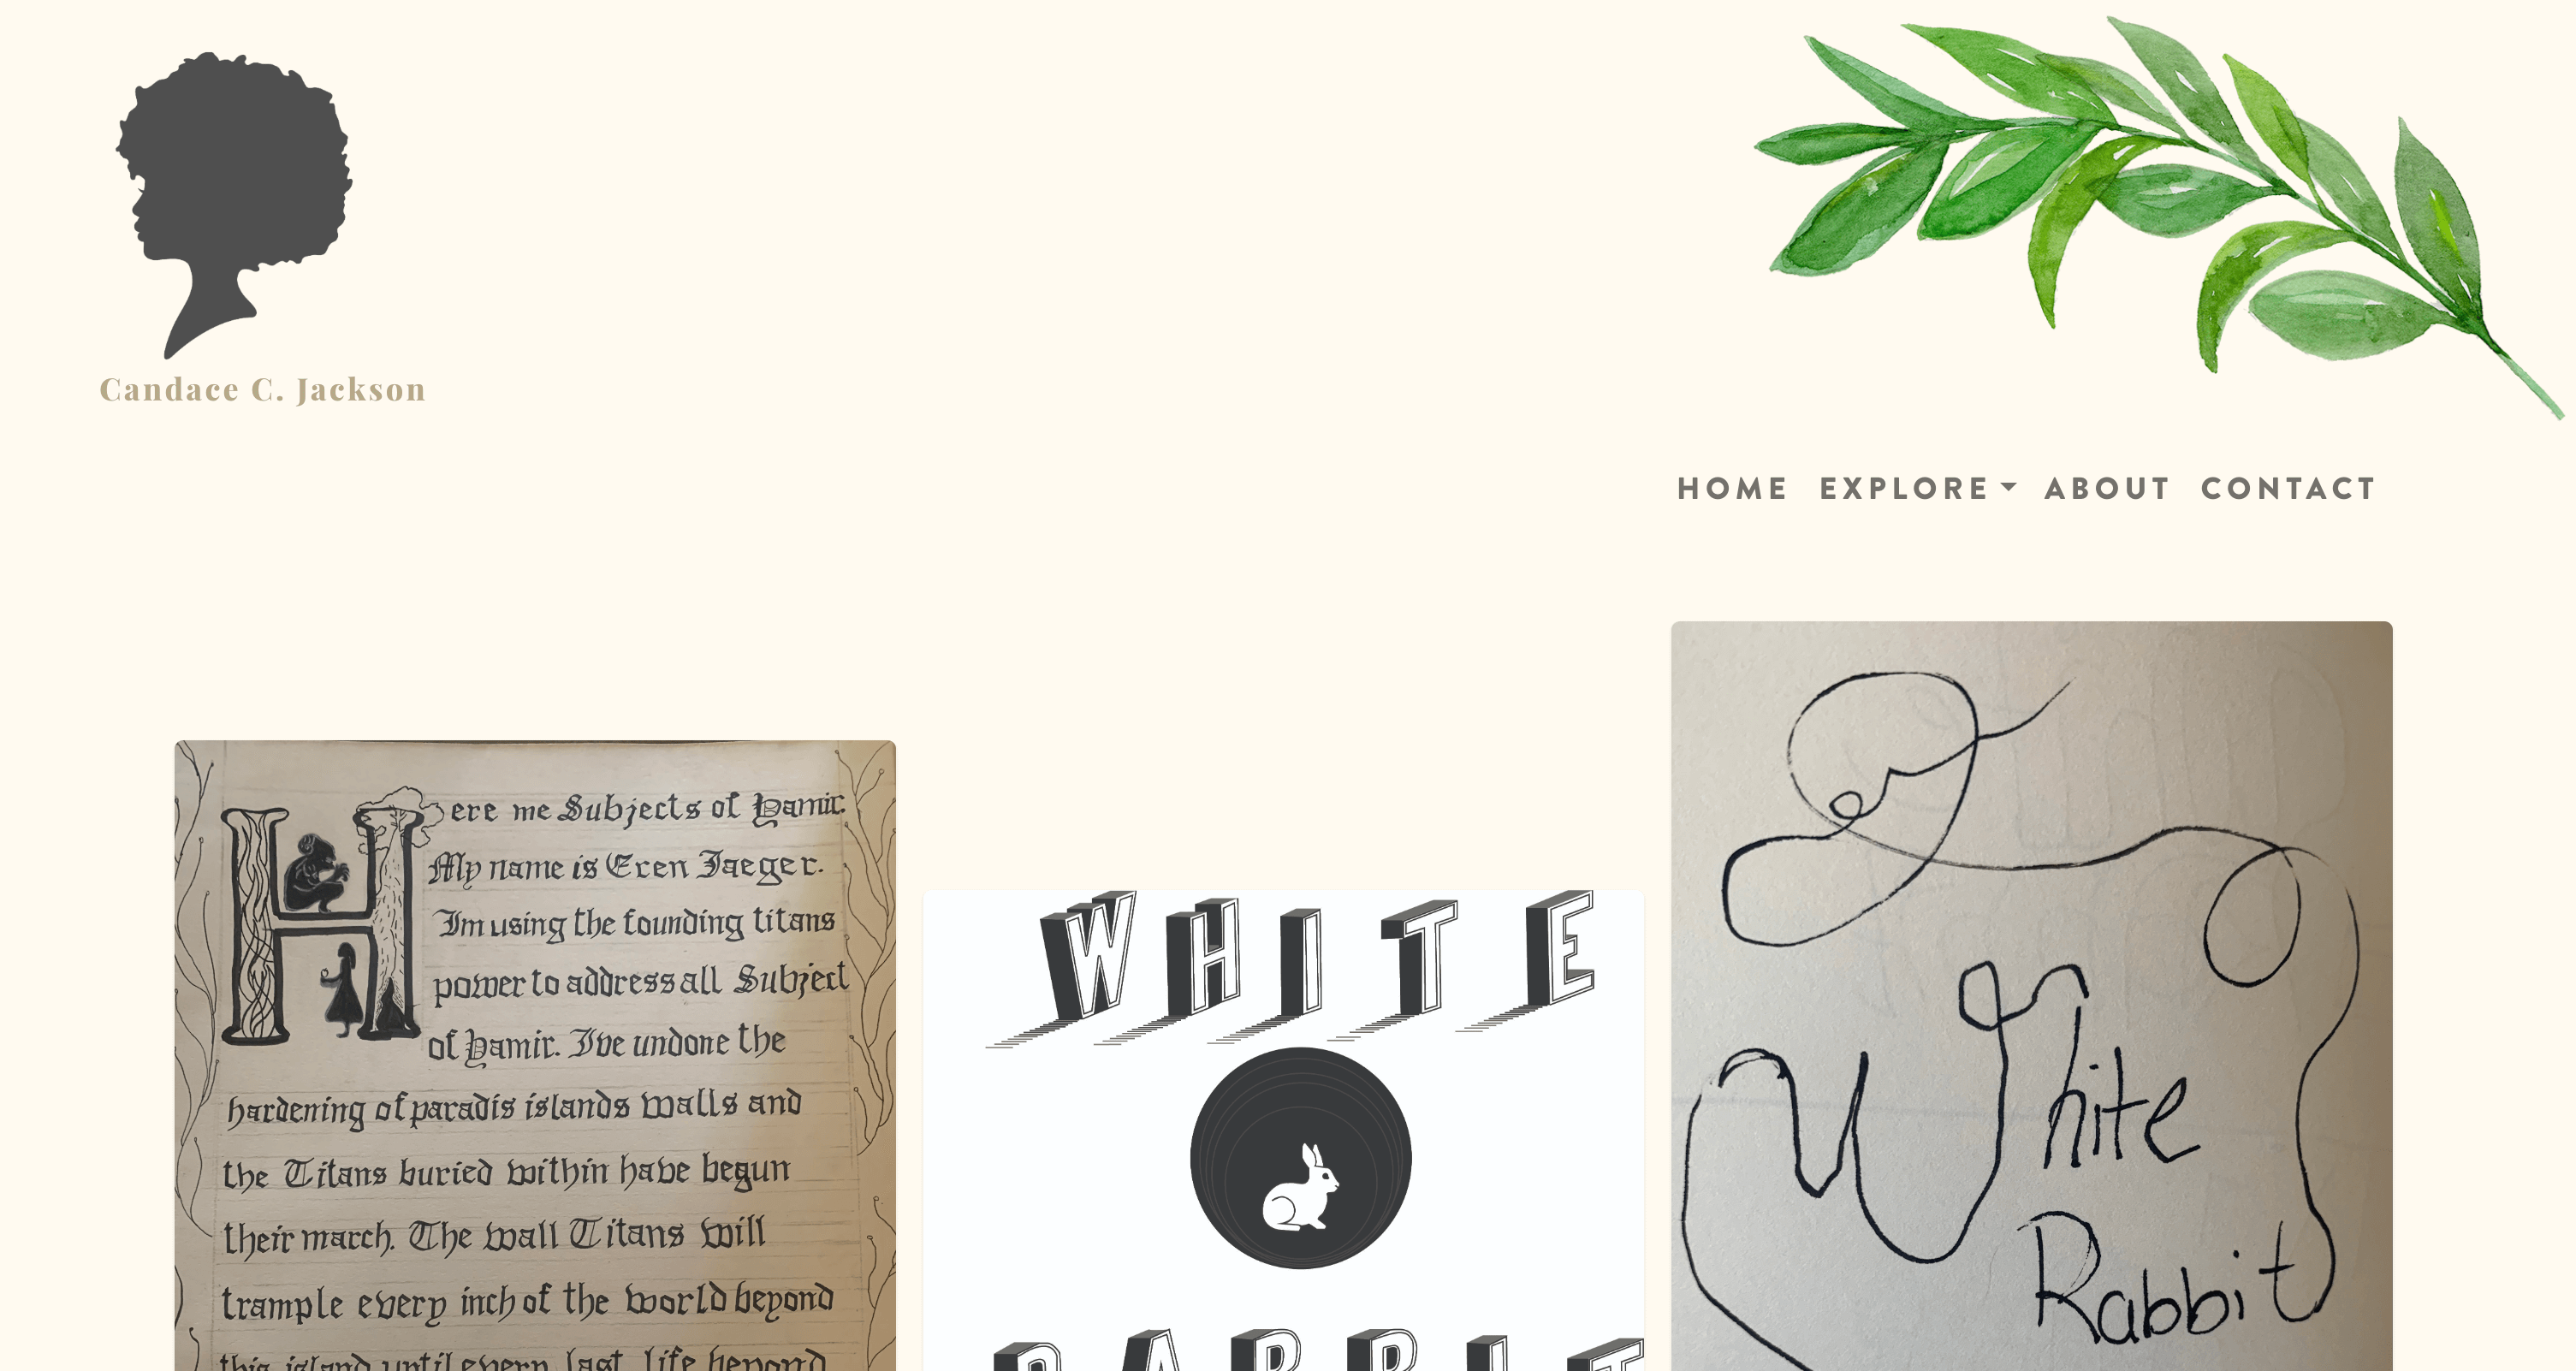 Candace C. Jackson
HOME EXPLORE ABOUT CONTACT
Here me Subjects of Yamir.
My name is Eren Jaeger.
Im using the founding titans
power to address all Subject
of Yamir. Ive undone the
hardening of paradis islands walls and
the Titans buried within have begun
their march. The wall Titans will
trample every inch of the world beyond
this island until every last life beyond
WHITE
RABBIT
White
Rabbit